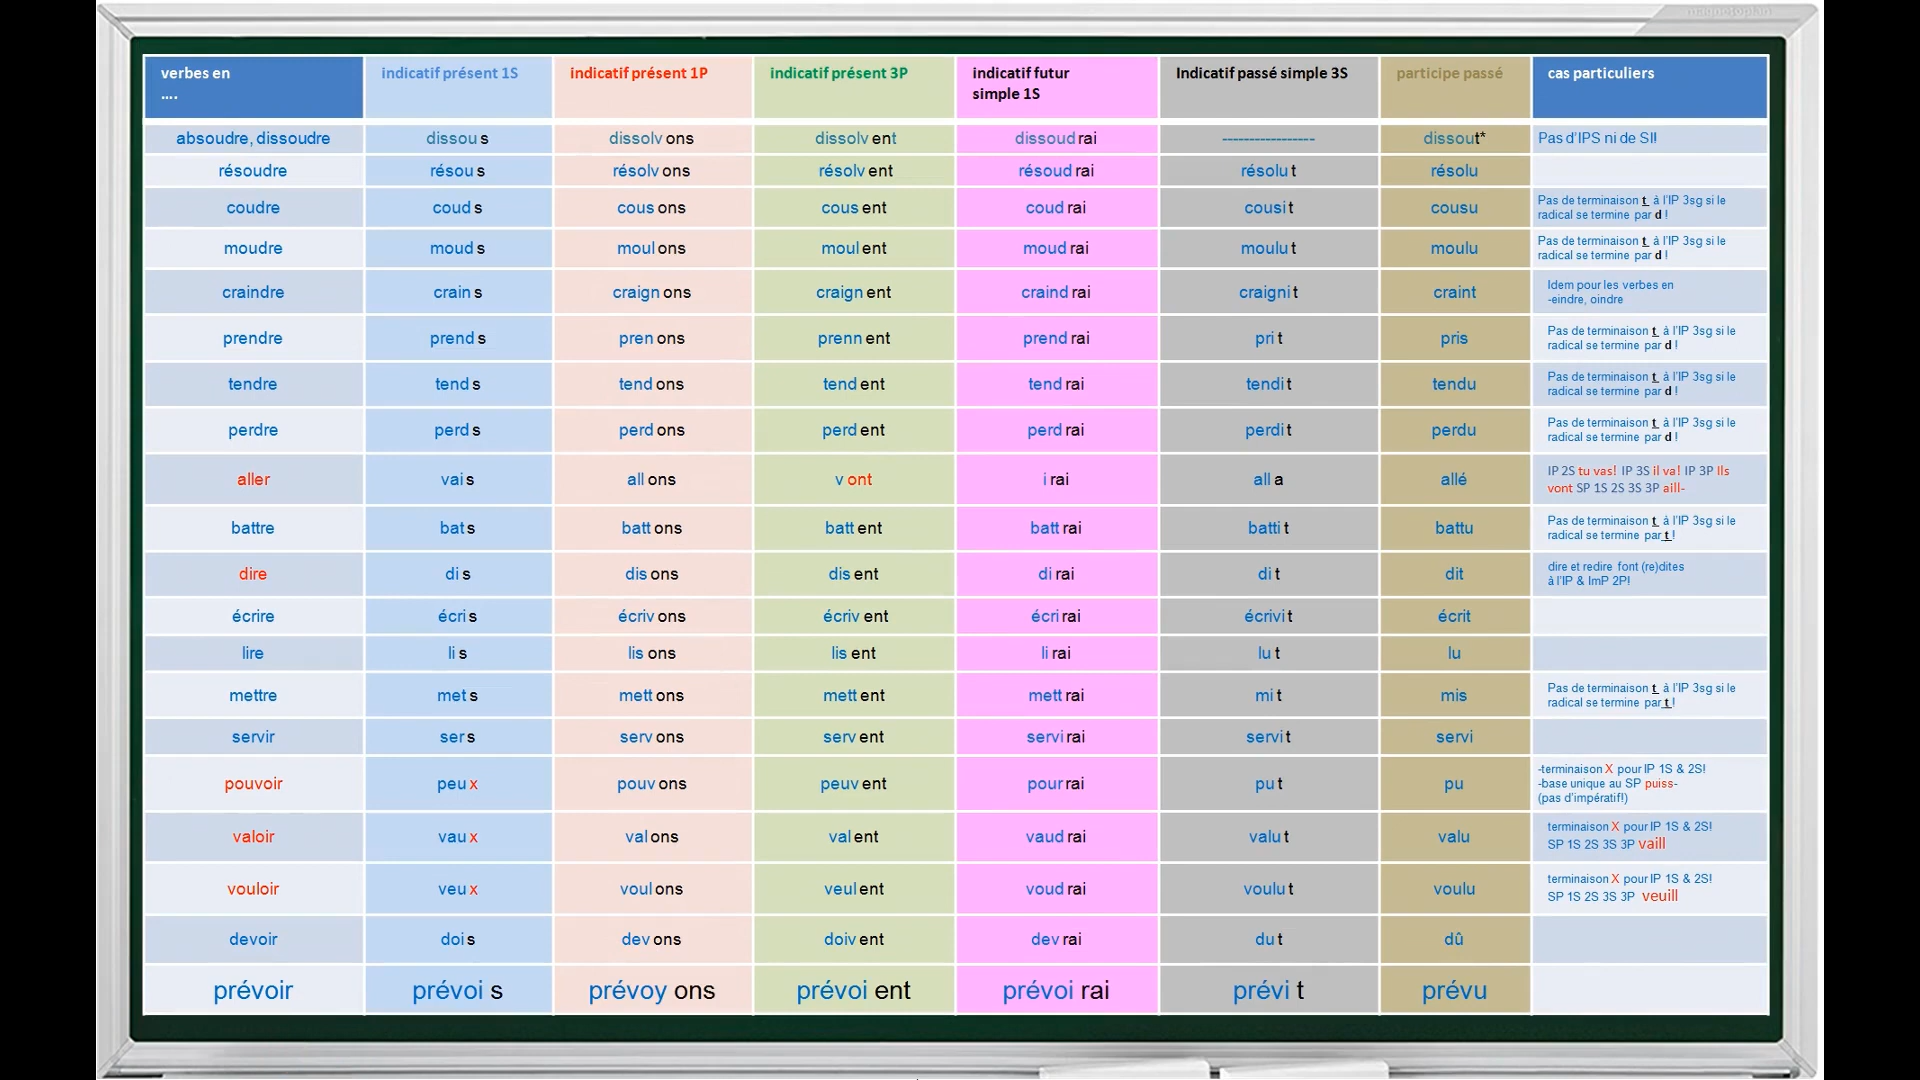 magnetoplan
verbes en
....
indicatif présent 1S
indicatif présent 1P
indicatif présent 3P
indicatif futur
simple 1S
Indicatif passé simple 3S
participe passé
cas particuliers
absoudre, dissoudre dissou s dissolv ons dissolv ent dissoud rai ----------------- dissout* Pas d'IPS ni de SI!
résoudre résou s résolv ons résolv ent résoud rai résolu t résolu
coudre coud s cous ons cous ent coud rai cousi t cousu Pas de terminaison t à l'IP 3sg si le
radical se termine par d !
moudre moud s moul ons moul ent moud rai moulu t moulu Pas de terminaison t à l'IP 3sg si le
radical se termine par d !
craindre crain s craign ons craign ent craind rai craigni t craint Idem pour les verbes en
-eindre, oindre
prendre prend s pren ons prenn ent prend rai pri t pris Pas de terminaison t à l'IP 3sg si le
radical se termine par d !
tendre tend s tend ons tend ent tend rai tendi t tendu Pas de terminaison t à l'IP 3sg si le
radical se termine par d !
perdre perd s perd ons perd ent perd rai perdi t perdu Pas de terminaison t à l'IP 3sg si le
radical se termine par d !
aller vai s all ons v ont i rai all a allé IP 2S tu vas! IP 3S il va! IP 3P Ils
vont SP 1S 2S 3S 3P aill-
battre bat s batt ons batt ent batt rai batti t battu Pas de terminaison t à l'IP 3sg si le
radical se termine par t !
dire di s dis ons dis ent di rai di t dit dire et redire font (re)dites
à l'IP & ImP 2P!
écrire écri s écriv ons écriv ent écri rai écrivi t écrit
lire li s lis ons lis ent li rai lu t lu
mettre met s mett ons mett ent mett rai mi t mis Pas de terminaison t à l'IP 3sg si le
radical se termine par t !
servir ser s serv ons serv ent servi rai servi t servi
pouvoir peu x pouv ons peuv ent pour rai pu t pu -terminaison X pour IP 1S & 2S!
-base unique au SP puiss-
(pas d'impératif!)
valoir vau x val ons val ent vaud rai valu t valu terminaison X pour IP 1S & 2S!
SP 1S 2S 3S 3P vaill
vouloir veu x voul ons veul ent voud rai voulu t voulu terminaison X pour IP 1S & 2S!
SP 1S 2S 3S 3P veuill
devoir doi s dev ons doiv ent dev rai du t dû
prévoir prévoi s prévoy ons prévoi ent prévoi rai prévi t prévu